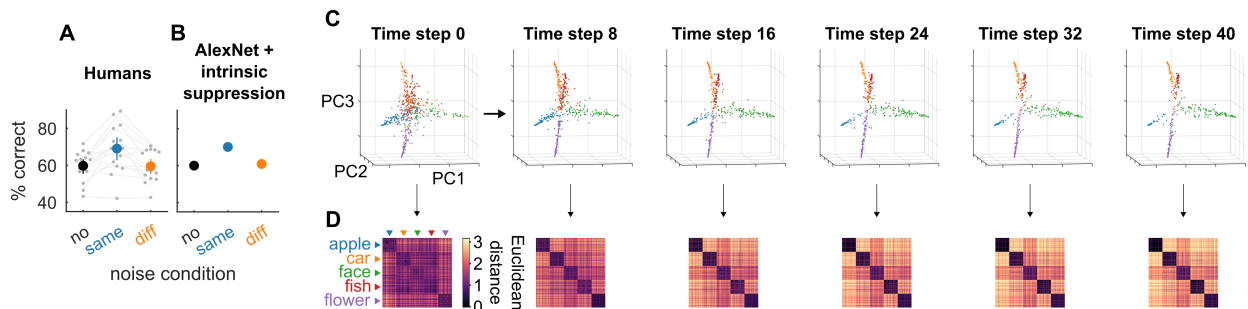 A
Humans
% correct
80
60
40
no
same
diff
noise condition
B
AlexNet +
intrinsic
suppression
no
same
diff
C
Time step 0
Time step 8
Time step 16
Time step 24
Time step 32
Time step 40
PC3
PC2
PC1
D
apple
car
face
fish
flower
3
2
1
0
Euclidean
distance